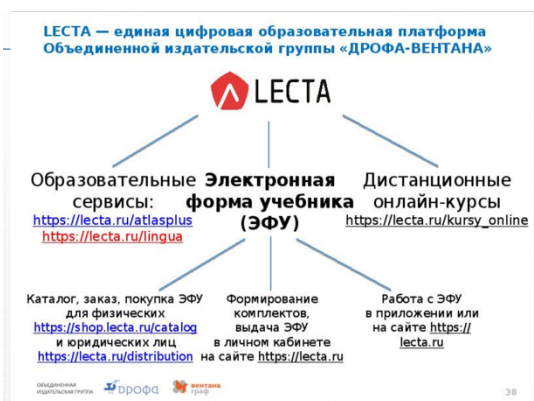 LECTA — единая цифровая образовательная платформа
Объединенной издательской группы «ДРОФА-ВЕНТАНА»
LECTA
Образовательные
сервисы:
https://lecta.ru/atlasplus
https://lecta.ru/lingua
Электронная
форма учебника
(ЭФУ)
Дистанционные
онлайн-курсы
https://lecta.ru/kursy_online
Каталог, заказ, покупка ЭФУ
для физических
https://shop.lecta.ru/catalog
и юридических лиц
https://lecta.ru/distribution
Формирование
комплектов,
выдача ЭФУ
в личном кабинете
на сайте https://lecta.ru
Работа с ЭФУ
в приложении или
на сайте https://
lecta.ru
ОБЪЕДИНЕННАЯ
ИЗДАТЕЛЬСКАЯ ГРУППА
дрофа
вентана
граф
38